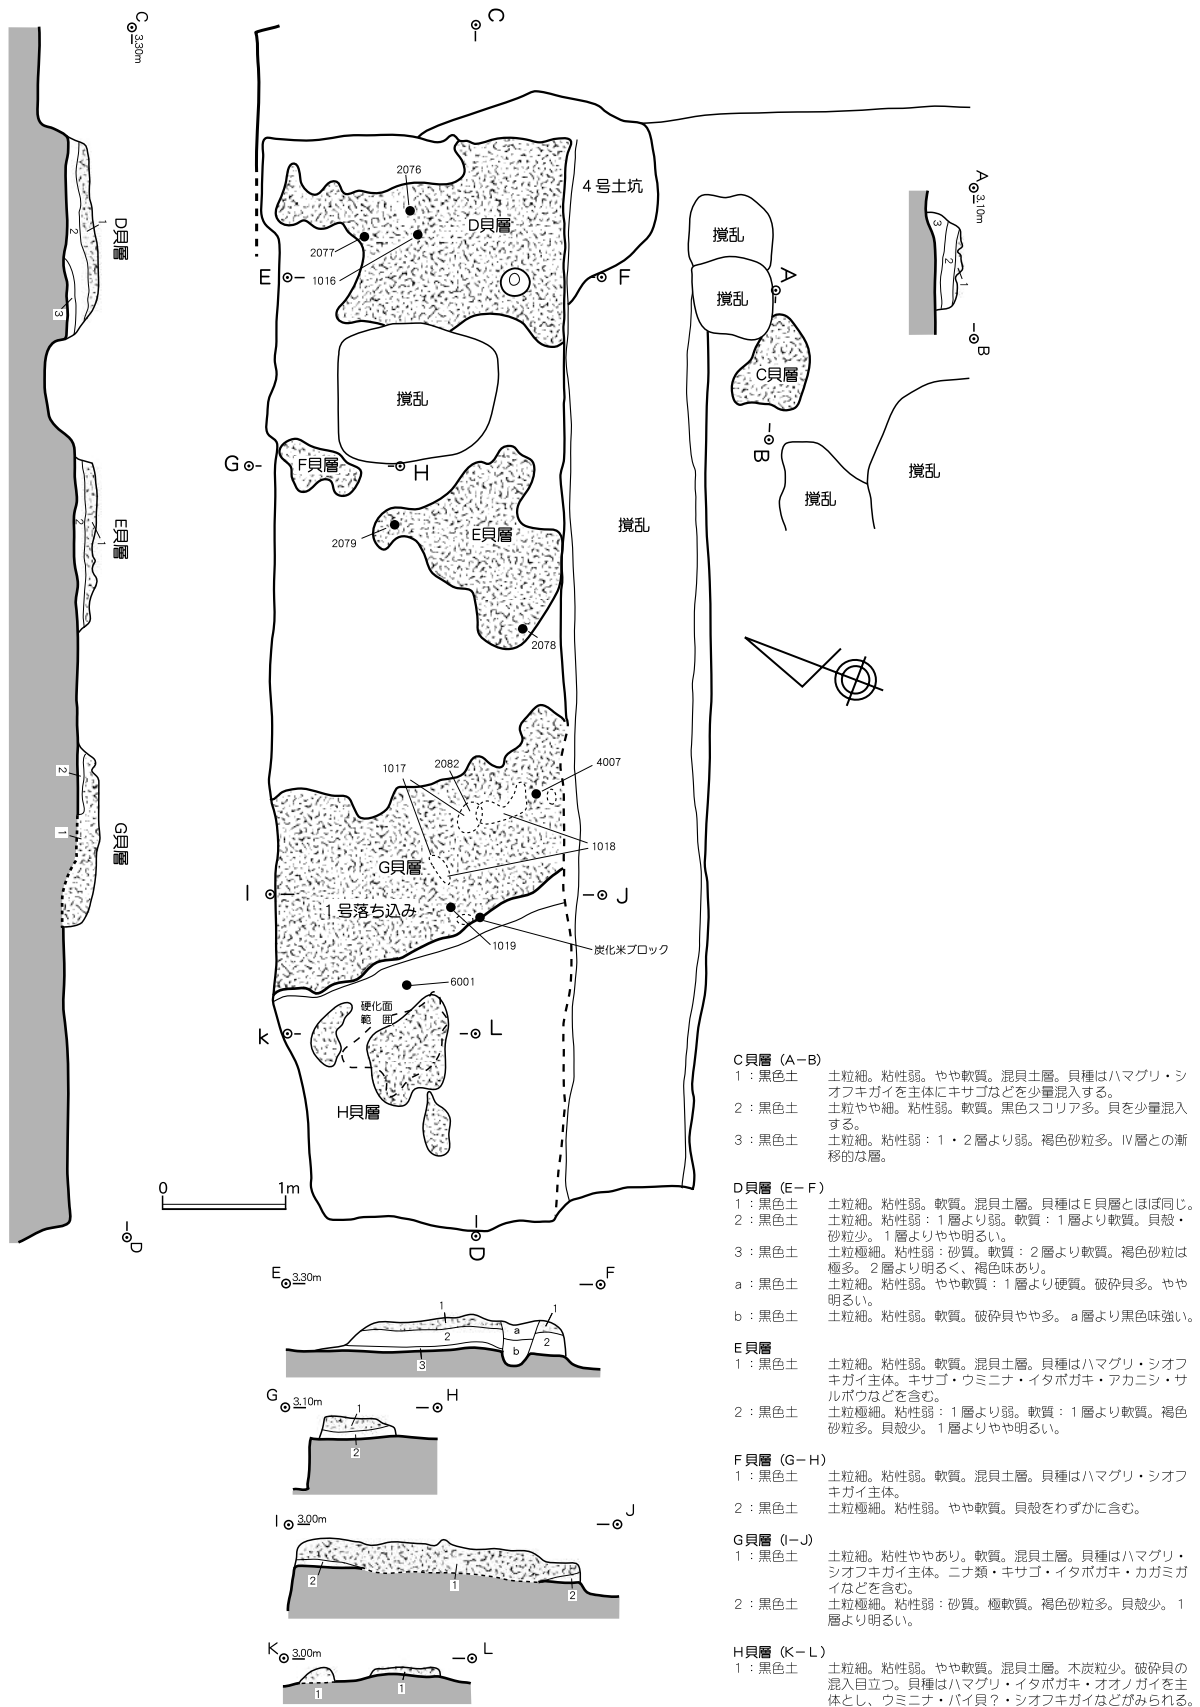 C
3.30m
C
A
3.10m
B
D貝層
1
2
3
E貝層
1
2
G貝層
2
1
D
2076
D貝層
2077
1016
4号土坑
E
F
撹乱
撹乱
A
C貝層
B
撹乱
撹乱
撹乱
撹乱
G
F貝層
H
E貝層
2079
2078
1017
2082
4007
1018
G貝層
I
J
1号落ち込み
1019
炭化米ブロック
6001
硬化面
範囲
k
L
H貝層
0
1m
D
E
3.30m
F
1
2
3
a
b
1
2
G
3.10m
H
1
2
I
3.00m
J
2
1
2
K
3.00m
L
1
1
1
2
3
C貝層（A−B）
1：黒色土　土粒細。粘性弱。やや軟質。混貝土層。貝種はハマグリ・シ
オフキガイを主体にキサゴなどを少量混入する。
2：黒色土　土粒やや細。粘性弱。軟質。黒色スコリア多。貝を少量混入
する。
3：黒色土　土粒細。粘性弱：1・2層より弱。褐色砂粒多。Ⅳ層との漸
移的な層。
D貝層（E−F）
1：黒色土　土粒細。粘性弱。軟質。混貝土層。貝種はE貝層とほぼ同じ。
2：黒色土　土粒細。粘性弱：1層より弱。軟質：1層より軟質。貝殻・
砂粒少。1層よりやや明るい。
3：黒色土　土粒極細。粘性弱：砂質。軟質：2層より軟質。褐色砂粒は
極多。2層より明るく、褐色味あり。
a：黒色土　土粒細。粘性弱。やや軟質：1層より硬質。破砕貝多。やや
明るい。
b：黒色土　土粒細。粘性弱。軟質。破砕貝やや多。a層より黒色味強い。
E貝層
1：黒色土　土粒細。粘性弱。軟質。混貝土層。貝種はハマグリ・シオフ
キガイ主体。キサゴ・ウミニナ・イタボガキ・アカニシ・サ
ルボウなどを含む。
2：黒色土　土粒極細。粘性弱：1層より弱。軟質：1層より軟質。褐色
砂粒多。貝殻少。1層よりやや明るい。
F貝層（G−H）
1：黒色土　土粒細。粘性弱。軟質。混貝土層。貝種はハマグリ・シオフ
キガイ主体。
2：黒色土　土粒極細。粘性弱。やや軟質。貝殻をわずかに含む。
G貝層（I−J）
1：黒色土　土粒細。粘性ややあり。軟質。混貝土層。貝種はハマグリ・
シオフキガイ主体。ニナ類・キサゴ・イタボガキ・カガミガ
イなどを含む。
2：黒色土　土粒極細。粘性弱：砂質。極軟質。褐色砂粒多。貝殻少。1
層より明るい。
H貝層（K−L）
1：黒色土　土粒細。粘性弱。やや軟質。混貝土層。木炭粒少。破砕貝の
混入目立つ。貝種はハマグリ・イタボガキ・オオノガイを主
体とし、ウミニナ・バイ貝？・シオフキガイなどがみられる。